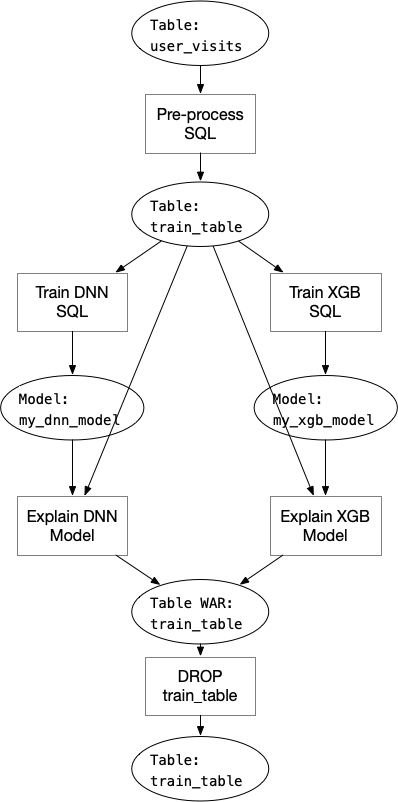 Table:
user_visits
Pre-process
SQL
Table:
train_table
Train DNN
SQL
Train XGB
SQL
Model:
my_dnn_model
Model:
my_xgb_model
Explain DNN
Model
Explain XGB
Model
Table WAR:
train_table
DROP
train_table
Table:
train_table